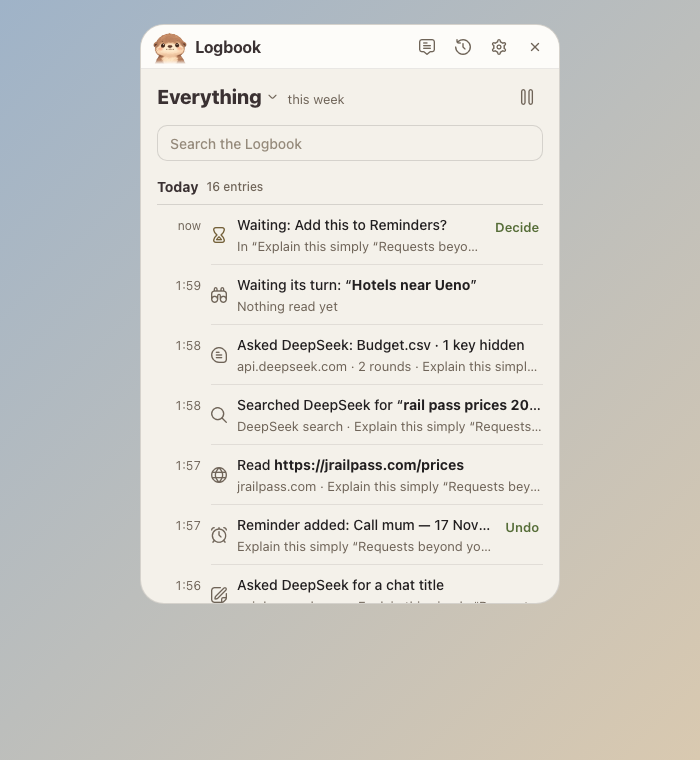 Logbook
Everything this week
Search the Logbook
Today 16 entries
now Waiting: Add this to Reminders? Decide
In “Explain this simply “Requests beyo...
1:59 Waiting its turn: “Hotels near Ueno”
Nothing read yet
1:58 Asked DeepSeek: Budget.csv · 1 key hidden
api.deepseek.com · 2 rounds · Explain this simpl...
1:58 Searched DeepSeek for “rail pass prices 20...
DeepSeek search · Explain this simply “Requests...
1:57 Read https://jrailpass.com/prices
jrailpass.com · Explain this simply “Requests bey...
1:57 Reminder added: Call mum — 17 Nov... Undo
Explain this simply “Requests beyond yo...
1:56 Asked DeepSeek for a chat title